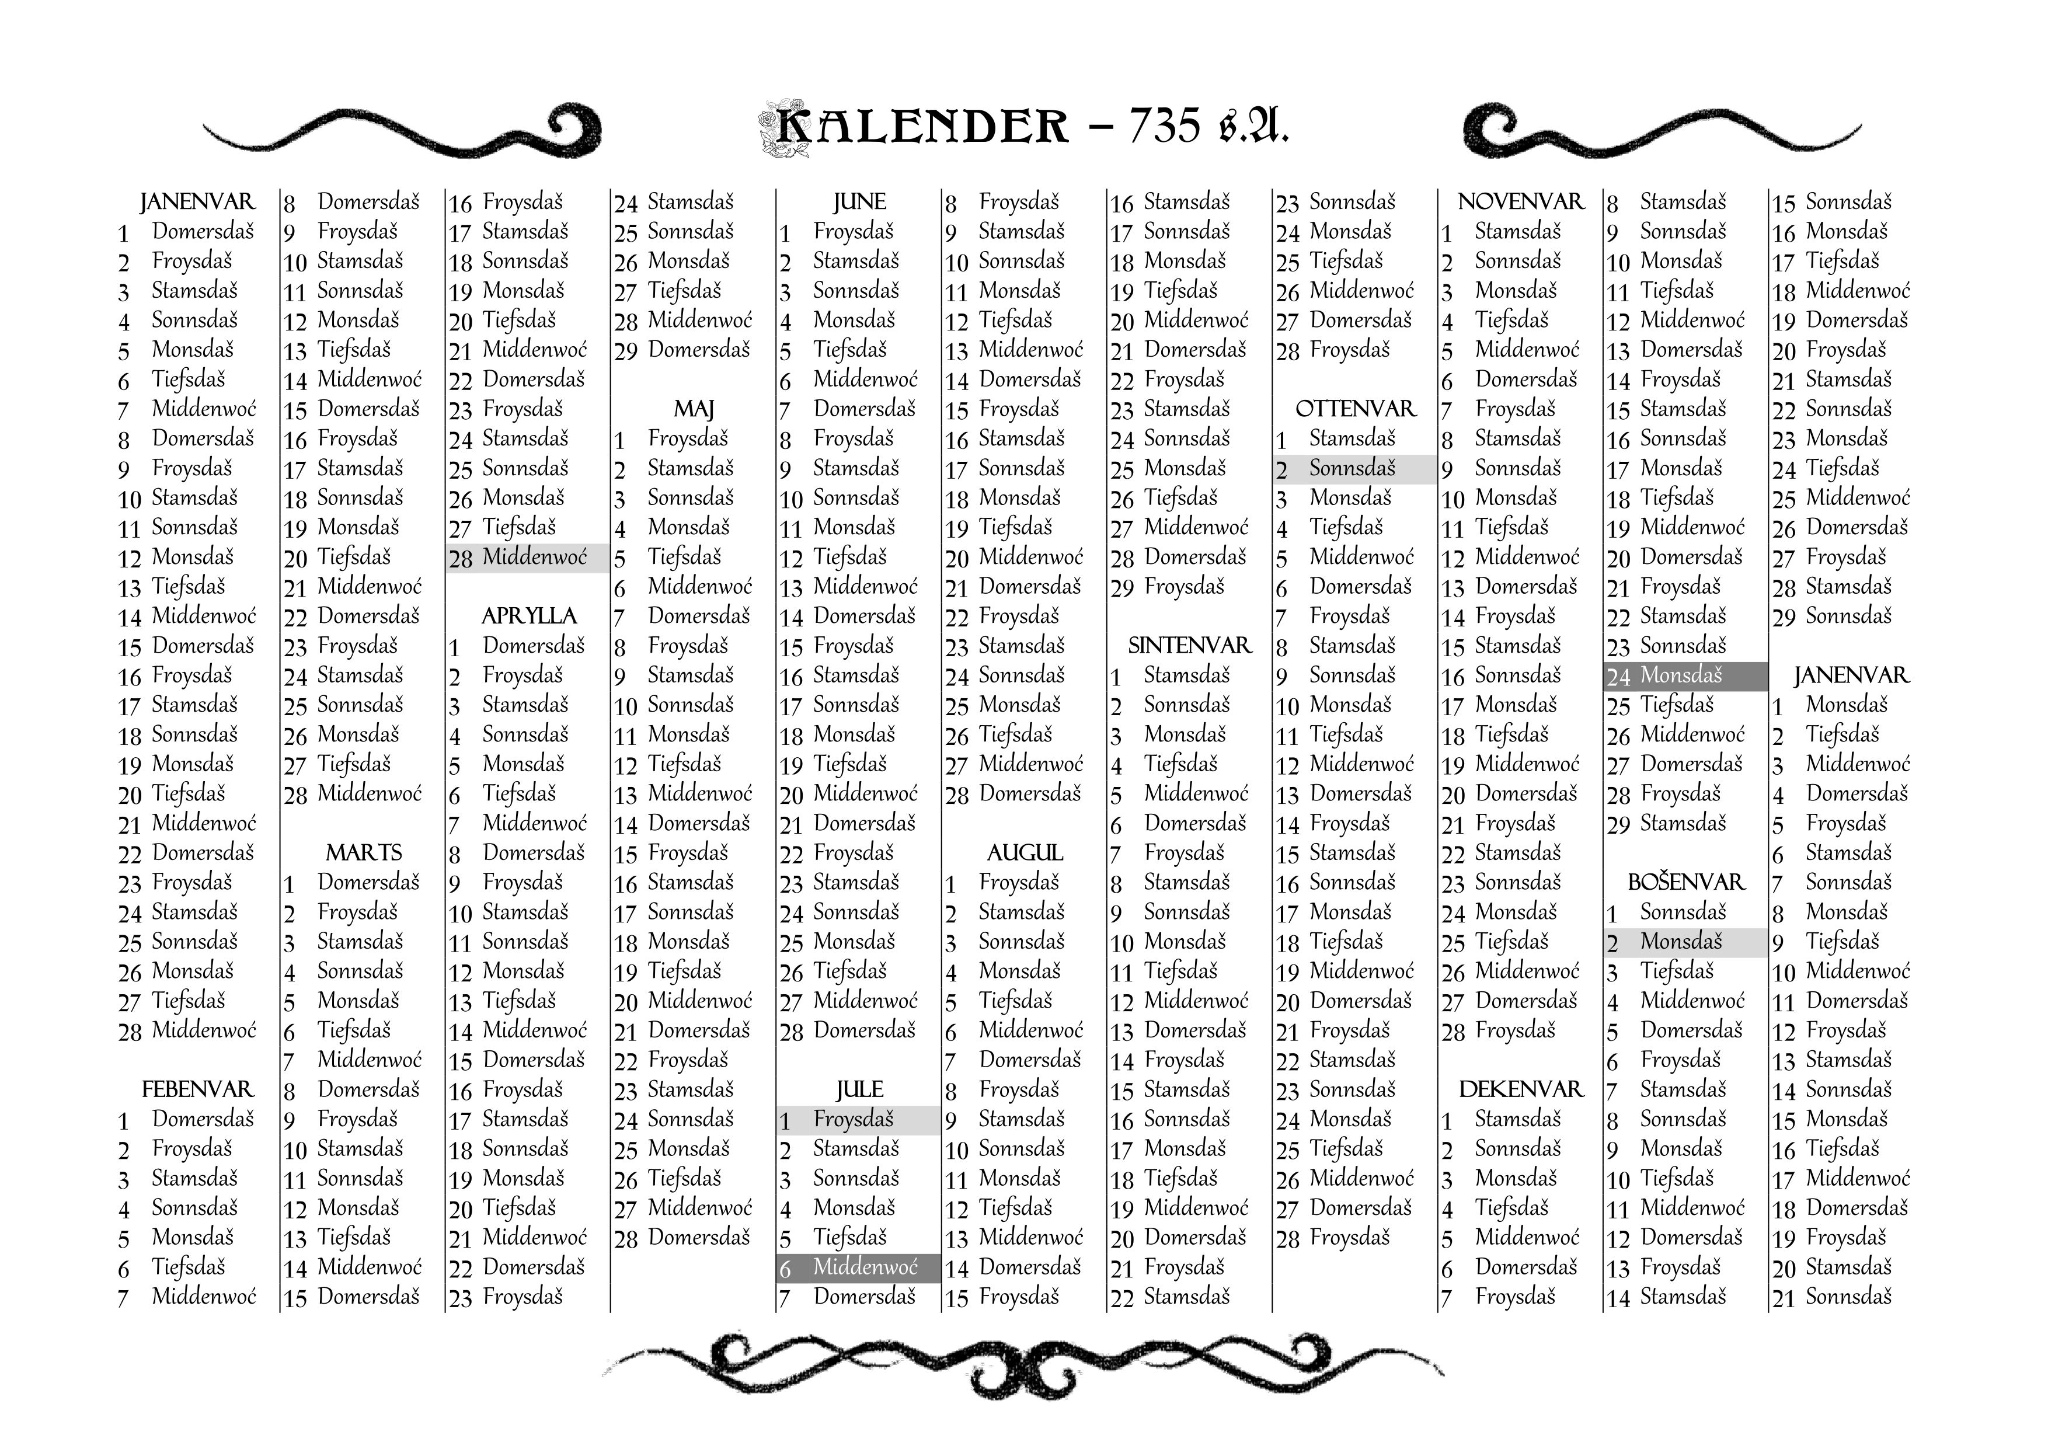 KALENDER – 735 s.A.
JANENVAR
1 Domersdaš
2 Froysdaš
3 Stamsdaš
4 Sonnsdaš
5 Monsdaš
6 Tiefsdaš
7 Middenwoć
8 Domersdaš
9 Froysdaš
10 Stamsdaš
11 Sonnsdaš
12 Monsdaš
13 Tiefsdaš
14 Middenwoć
15 Domersdaš
16 Froysdaš
17 Stamsdaš
18 Sonnsdaš
19 Monsdaš
20 Tiefsdaš
21 Middenwoć
22 Domersdaš
23 Froysdaš
24 Stamsdaš
25 Sonnsdaš
26 Monsdaš
27 Tiefsdaš
28 Middenwoć
FEBENVAR
1 Domersdaš
2 Froysdaš
3 Stamsdaš
4 Sonnsdaš
5 Monsdaš
6 Tiefsdaš
7 Middenwoć
8 Domersdaš
9 Froysdaš
10 Stamsdaš
11 Sonnsdaš
12 Monsdaš
13 Tiefsdaš
14 Middenwoć
15 Domersdaš
16 Froysdaš
17 Stamsdaš
18 Sonnsdaš
19 Monsdaš
20 Tiefsdaš
21 Middenwoć
22 Domersdaš
23 Froysdaš
24 Stamsdaš
25 Sonnsdaš
26 Monsdaš
27 Tiefsdaš
28 Middenwoć
MARTS
1 Domersdaš
2 Froysdaš
3 Stamsdaš
4 Sonnsdaš
5 Monsdaš
6 Tiefsdaš
7 Middenwoć
8 Domersdaš
9 Froysdaš
10 Stamsdaš
11 Sonnsdaš
12 Monsdaš
13 Tiefsdaš
14 Middenwoć
15 Domersdaš
16 Froysdaš
17 Stamsdaš
18 Sonnsdaš
19 Monsdaš
20 Tiefsdaš
21 Middenwoć
22 Domersdaš
23 Froysdaš
24 Stamsdaš
25 Sonnsdaš
26 Monsdaš
27 Tiefsdaš
28 Middenwoć
APRYLLA
1 Domersdaš
2 Froysdaš
3 Stamsdaš
4 Sonnsdaš
5 Monsdaš
6 Tiefsdaš
7 Middenwoć
8 Domersdaš
9 Froysdaš
10 Stamsdaš
11 Sonnsdaš
12 Monsdaš
13 Tiefsdaš
14 Middenwoć
15 Domersdaš
16 Froysdaš
17 Stamsdaš
18 Sonnsdaš
19 Monsdaš
20 Tiefsdaš
21 Middenwoć
22 Domersdaš
23 Froysdaš
24 Stamsdaš
25 Sonnsdaš
26 Monsdaš
27 Tiefsdaš
28 Middenwoć
29 Domersdaš
MAJ
1 Froysdaš
2 Stamsdaš
3 Sonnsdaš
4 Monsdaš
5 Tiefsdaš
6 Middenwoć
7 Domersdaš
8 Froysdaš
9 Stamsdaš
10 Sonnsdaš
11 Monsdaš
12 Tiefsdaš
13 Middenwoć
14 Domersdaš
15 Froysdaš
16 Stamsdaš
17 Sonnsdaš
18 Monsdaš
19 Tiefsdaš
20 Middenwoć
21 Domersdaš
22 Froysdaš
23 Stamsdaš
24 Sonnsdaš
25 Monsdaš
26 Tiefsdaš
27 Middenwoć
28 Domersdaš
JUNE
1 Froysdaš
2 Stamsdaš
3 Sonnsdaš
4 Monsdaš
5 Tiefsdaš
6 Middenwoć
7 Domersdaš
8 Froysdaš
9 Stamsdaš
10 Sonnsdaš
11 Monsdaš
12 Tiefsdaš
13 Middenwoć
14 Domersdaš
15 Froysdaš
16 Stamsdaš
17 Sonnsdaš
18 Monsdaš
19 Tiefsdaš
20 Middenwoć
21 Domersdaš
22 Froysdaš
23 Stamsdaš
24 Sonnsdaš
25 Monsdaš
26 Tiefsdaš
27 Middenwoć
28 Domersdaš
JULE
1 Froysdaš
2 Stamsdaš
3 Sonnsdaš
4 Monsdaš
5 Tiefsdaš
6 Middenwoć
7 Domersdaš
8 Froysdaš
9 Stamsdaš
10 Sonnsdaš
11 Monsdaš
12 Tiefsdaš
13 Middenwoć
14 Domersdaš
15 Froysdaš
16 Stamsdaš
17 Sonnsdaš
18 Monsdaš
19 Tiefsdaš
20 Middenwoć
21 Domersdaš
22 Froysdaš
23 Stamsdaš
24 Sonnsdaš
25 Monsdaš
26 Tiefsdaš
27 Middenwoć
28 Domersdaš
AUGUL
1 Froysdaš
2 Stamsdaš
3 Sonnsdaš
4 Monsdaš
5 Tiefsdaš
6 Middenwoć
7 Domersdaš
8 Froysdaš
9 Stamsdaš
10 Sonnsdaš
11 Monsdaš
12 Tiefsdaš
13 Middenwoć
14 Domersdaš
15 Froysdaš
16 Stamsdaš
17 Sonnsdaš
18 Monsdaš
19 Tiefsdaš
20 Middenwoć
21 Domersdaš
22 Froysdaš
23 Stamsdaš
24 Sonnsdaš
25 Monsdaš
26 Tiefsdaš
27 Middenwoć
28 Domersdaš
29 Froysdaš
SINTENVAR
1 Stamsdaš
2 Sonnsdaš
3 Monsdaš
4 Tiefsdaš
5 Middenwoć
6 Domersdaš
7 Froysdaš
8 Stamsdaš
9 Sonnsdaš
10 Monsdaš
11 Tiefsdaš
12 Middenwoć
13 Domersdaš
14 Froysdaš
15 Stamsdaš
16 Sonnsdaš
17 Monsdaš
18 Tiefsdaš
19 Middenwoć
20 Domersdaš
21 Froysdaš
22 Stamsdaš
23 Sonnsdaš
24 Monsdaš
25 Tiefsdaš
26 Middenwoć
27 Domersdaš
28 Froysdaš
OTTENVAR
1 Stamsdaš
2 Sonnsdaš
3 Monsdaš
4 Tiefsdaš
5 Middenwoć
6 Domersdaš
7 Froysdaš
8 Stamsdaš
9 Sonnsdaš
10 Monsdaš
11 Tiefsdaš
12 Middenwoć
13 Domersdaš
14 Froysdaš
15 Stamsdaš
16 Sonnsdaš
17 Monsdaš
18 Tiefsdaš
19 Middenwoć
20 Domersdaš
21 Froysdaš
22 Stamsdaš
23 Sonnsdaš
24 Monsdaš
25 Tiefsdaš
26 Middenwoć
27 Domersdaš
28 Froysdaš
NOVENVAR
1 Stamsdaš
2 Sonnsdaš
3 Monsdaš
4 Tiefsdaš
5 Middenwoć
6 Domersdaš
7 Froysdaš
8 Stamsdaš
9 Sonnsdaš
10 Monsdaš
11 Tiefsdaš
12 Middenwoć
13 Domersdaš
14 Froysdaš
15 Stamsdaš
16 Sonnsdaš
17 Monsdaš
18 Tiefsdaš
19 Middenwoć
20 Domersdaš
21 Froysdaš
22 Stamsdaš
23 Sonnsdaš
24 Monsdaš
25 Tiefsdaš
26 Middenwoć
27 Domersdaš
28 Froysdaš
DEKENVAR
1 Stamsdaš
2 Sonnsdaš
3 Monsdaš
4 Tiefsdaš
5 Middenwoć
6 Domersdaš
7 Froysdaš
8 Stamsdaš
9 Sonnsdaš
10 Monsdaš
11 Tiefsdaš
12 Middenwoć
13 Domersdaš
14 Froysdaš
15 Stamsdaš
16 Sonnsdaš
17 Monsdaš
18 Tiefsdaš
19 Middenwoć
20 Domersdaš
21 Froysdaš
22 Stamsdaš
23 Sonnsdaš
24 Monsdaš
25 Tiefsdaš
26 Middenwoć
27 Domersdaš
28 Froysdaš
29 Stamsdaš
BOŠENVAR
1 Sonnsdaš
2 Monsdaš
3 Tiefsdaš
4 Middenwoć
5 Domersdaš
6 Froysdaš
7 Stamsdaš
8 Sonnsdaš
9 Monsdaš
10 Tiefsdaš
11 Middenwoć
12 Domersdaš
13 Froysdaš
14 Stamsdaš
15 Sonnsdaš
16 Monsdaš
17 Tiefsdaš
18 Middenwoć
19 Domersdaš
20 Froysdaš
21 Stamsdaš
22 Sonnsdaš
23 Monsdaš
24 Tiefsdaš
25 Middenwoć
26 Domersdaš
27 Froysdaš
28 Stamsdaš
29 Sonnsdaš
JANENVAR
1 Monsdaš
2 Tiefsdaš
3 Middenwoć
4 Domersdaš
5 Froysdaš
6 Stamsdaš
7 Sonnsdaš
8 Monsdaš
9 Tiefsdaš
10 Middenwoć
11 Domersdaš
12 Froysdaš
13 Stamsdaš
14 Sonnsdaš
15 Monsdaš
16 Tiefsdaš
17 Middenwoć
18 Domersdaš
19 Froysdaš
20 Stamsdaš
21 Sonnsdaš